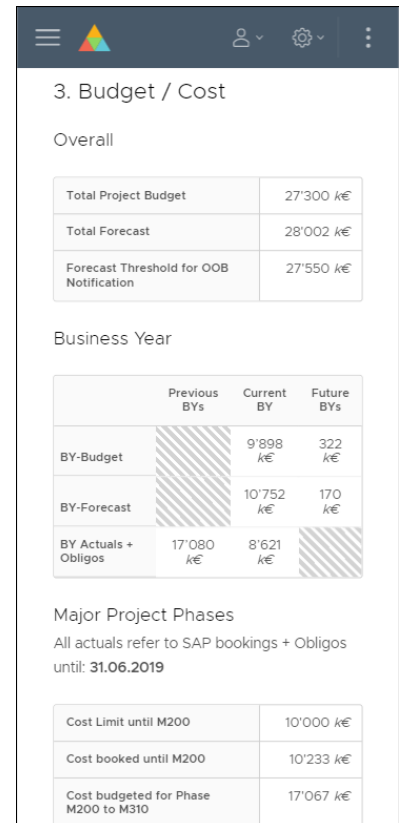 3. Budget / Cost
Overall
Total Project Budget 27'300 k€
Total Forecast 28'002 k€
Forecast Threshold for OOB 27'550 k€
Notification
Business Year
Previous Current Future
BYs BY BYs
BY-Budget 9'898 322
k€ k€
BY-Forecast 10'752 170
k€ k€
BY Actuals + 17'080 8'621
Obligos k€ k€
Major Project Phases
All actuals refer to SAP bookings + Obligos
until: 31.06.2019
Cost Limit until M200 10'000 k€
Cost booked until M200 10'233 k€
Cost budgeted for Phase 17'067 k€
M200 to M310